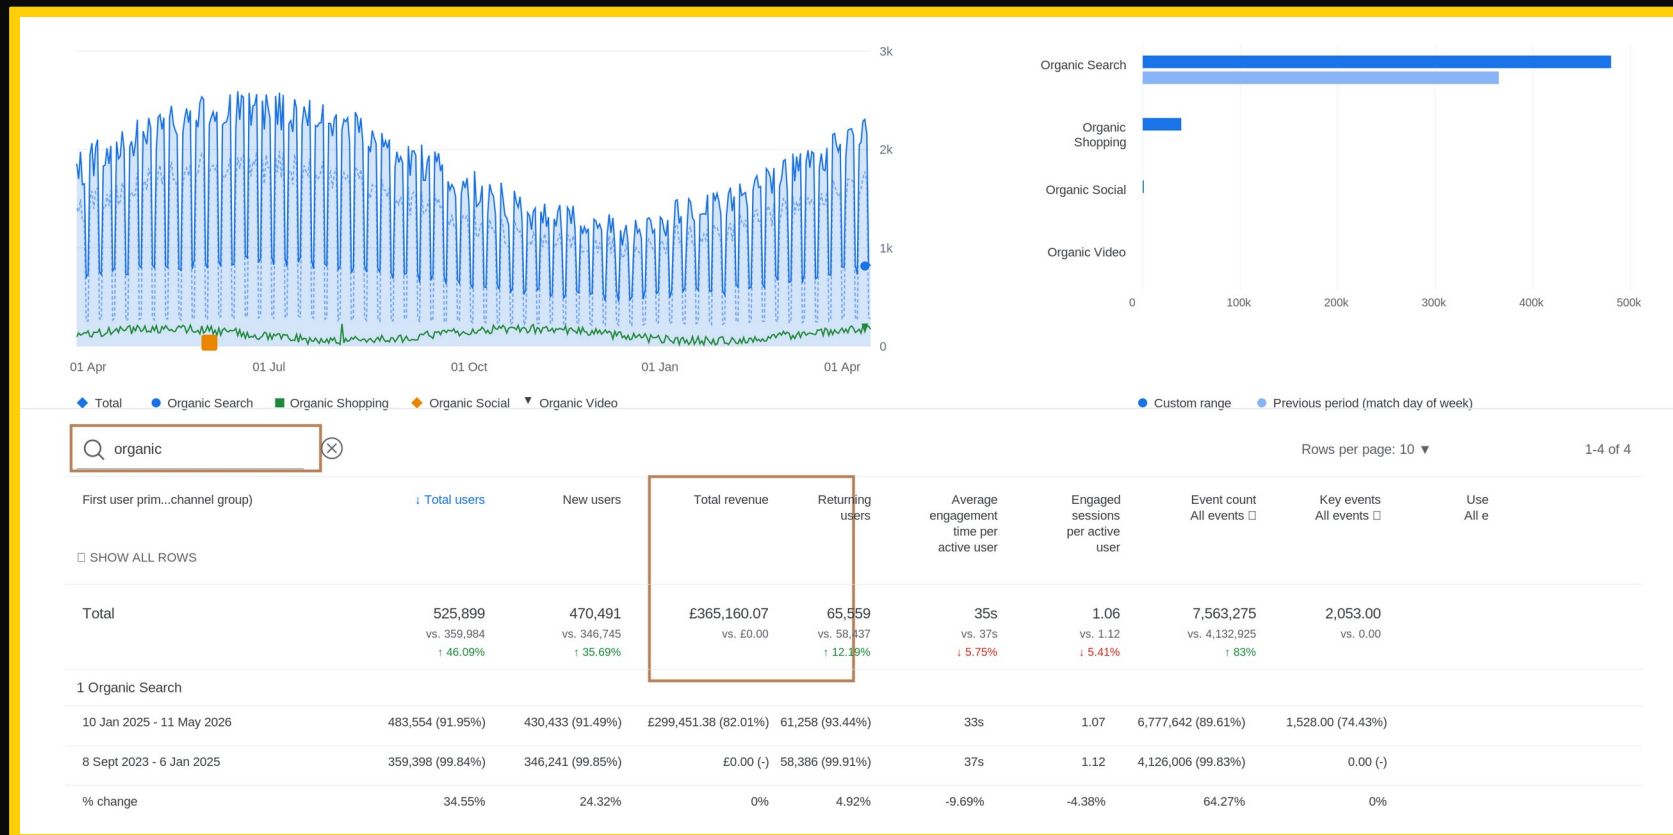 3k
2k
1k
0
01 Apr
01 Jul
01 Oct
01 Jan
01 Apr
Total
Organic Search
Organic Shopping
Organic Social
Organic Video
Organic Search
Organic
Shopping
Organic Social
Organic Video
0
100k
200k
300k
400k
500k
Custom range
Previous period (match day of week)
organic
Rows per page: 10
1-4 of 4
First user prim...channel group)
↓ Total users
New users
Total revenue
Returning
users
Average
engagement
time per
active user
Engaged
sessions
per active
user
Event count
All events
Key events
All events
Use
All e
SHOW ALL ROWS
Total
525,899
470,491
£365,160.07
65,559
35s
1.06
7,563,275
2,053.00
vs. 359,984
vs. 346,745
vs. £0.00
vs. 58,437
vs. 37s
vs. 1.12
vs. 4,132,925
vs. 0.00
↑ 46.09%
↑ 35.69%
↑ 12.19%
↓ 5.75%
↓ 5.41%
↑ 83%
1 Organic Search
10 Jan 2025 - 11 May 2026
483,554 (91.95%)
430,433 (91.49%)
£299,451.38 (82.01%)
61,258 (93.44%)
33s
1.07
6,777,642 (89.61%)
1,528.00 (74.43%)
8 Sept 2023 - 6 Jan 2025
359,398 (99.84%)
346,241 (99.85%)
£0.00 (-)
58,386 (99.91%)
37s
1.12
4,126,006 (99.83%)
0.00 (-)
% change
34.55%
24.32%
0%
4.92%
-9.69%
-4.38%
64.27%
0%